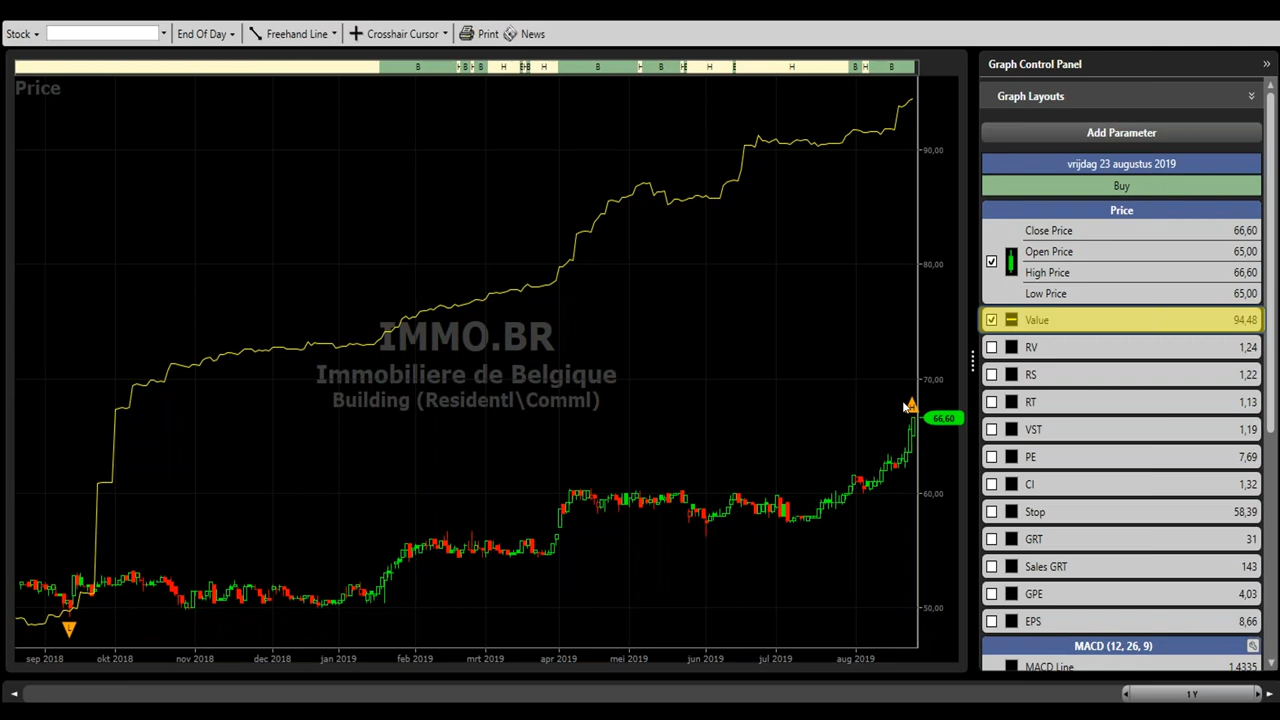 Stock
End Of Day
Freehand Line
Crosshair Cursor
Print
News
B B B H H H B B B H E H B H B
Price
90,00
80,00
70,00
66,60
60,00
50,00
IMMO.BR
Immobiliere de Belgique
Building (Residentl\Comml)
L
sep 2018 okt 2018 nov 2018 dec 2018 jan 2019 feb 2019 mrt 2019 apr 2019 mei 2019 jun 2019 jul 2019 aug 2019
1 Y
Graph Control Panel
Graph Layouts
Add Parameter
vrijdag 23 augustus 2019
Buy
Price
Close Price 66,60
Open Price 65,00
High Price 66,60
Low Price 65,00
Value 94,48
RV 1,24
RS 1,22
RT 1,13
VST 1,19
PE 7,69
CI 1,32
Stop 58,39
GRT 31
Sales GRT 143
GPE 4,03
EPS 8,66
MACD (12, 26, 9)
MACD Line 1,4335